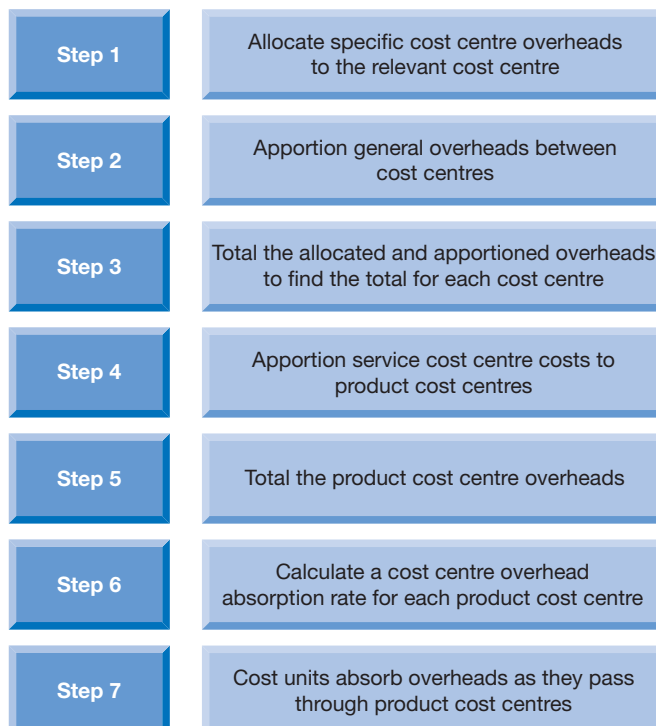 Step 1
Allocate specific cost centre overheads
to the relevant cost centre
Step 2
Apportion general overheads between
cost centres
Step 3
Total the allocated and apportioned overheads
to find the total for each cost centre
Step 4
Apportion service cost centre costs to
product cost centres
Step 5
Total the product cost centre overheads
Step 6
Calculate a cost centre overhead
absorption rate for each product cost centre
Step 7
Cost units absorb overheads as they pass
through product cost centres